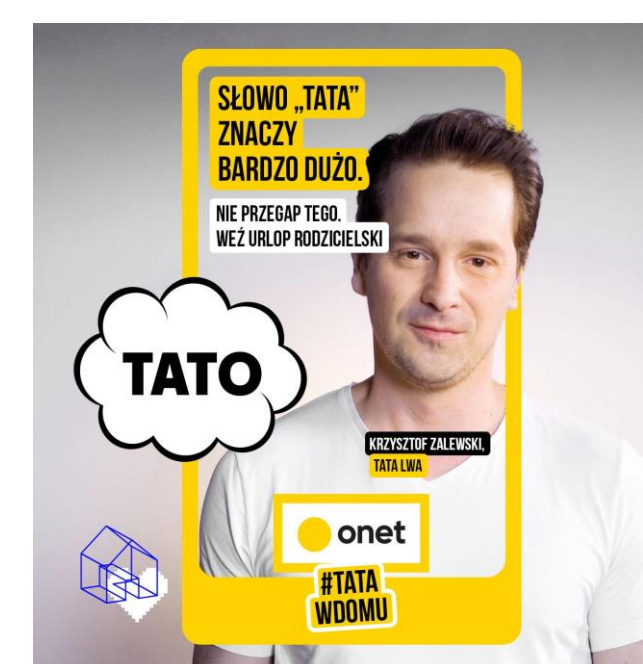 SŁOWO „TATA”
ZNACZY
BARDZO DUŻO.
NIE PRZEGAP TEGO.
WEŹ URLOP RODZICIELSKI
TATO
KRZYSZTOF ZALEWSKI,
TATA LWA
onet
#TATA
WDOMU